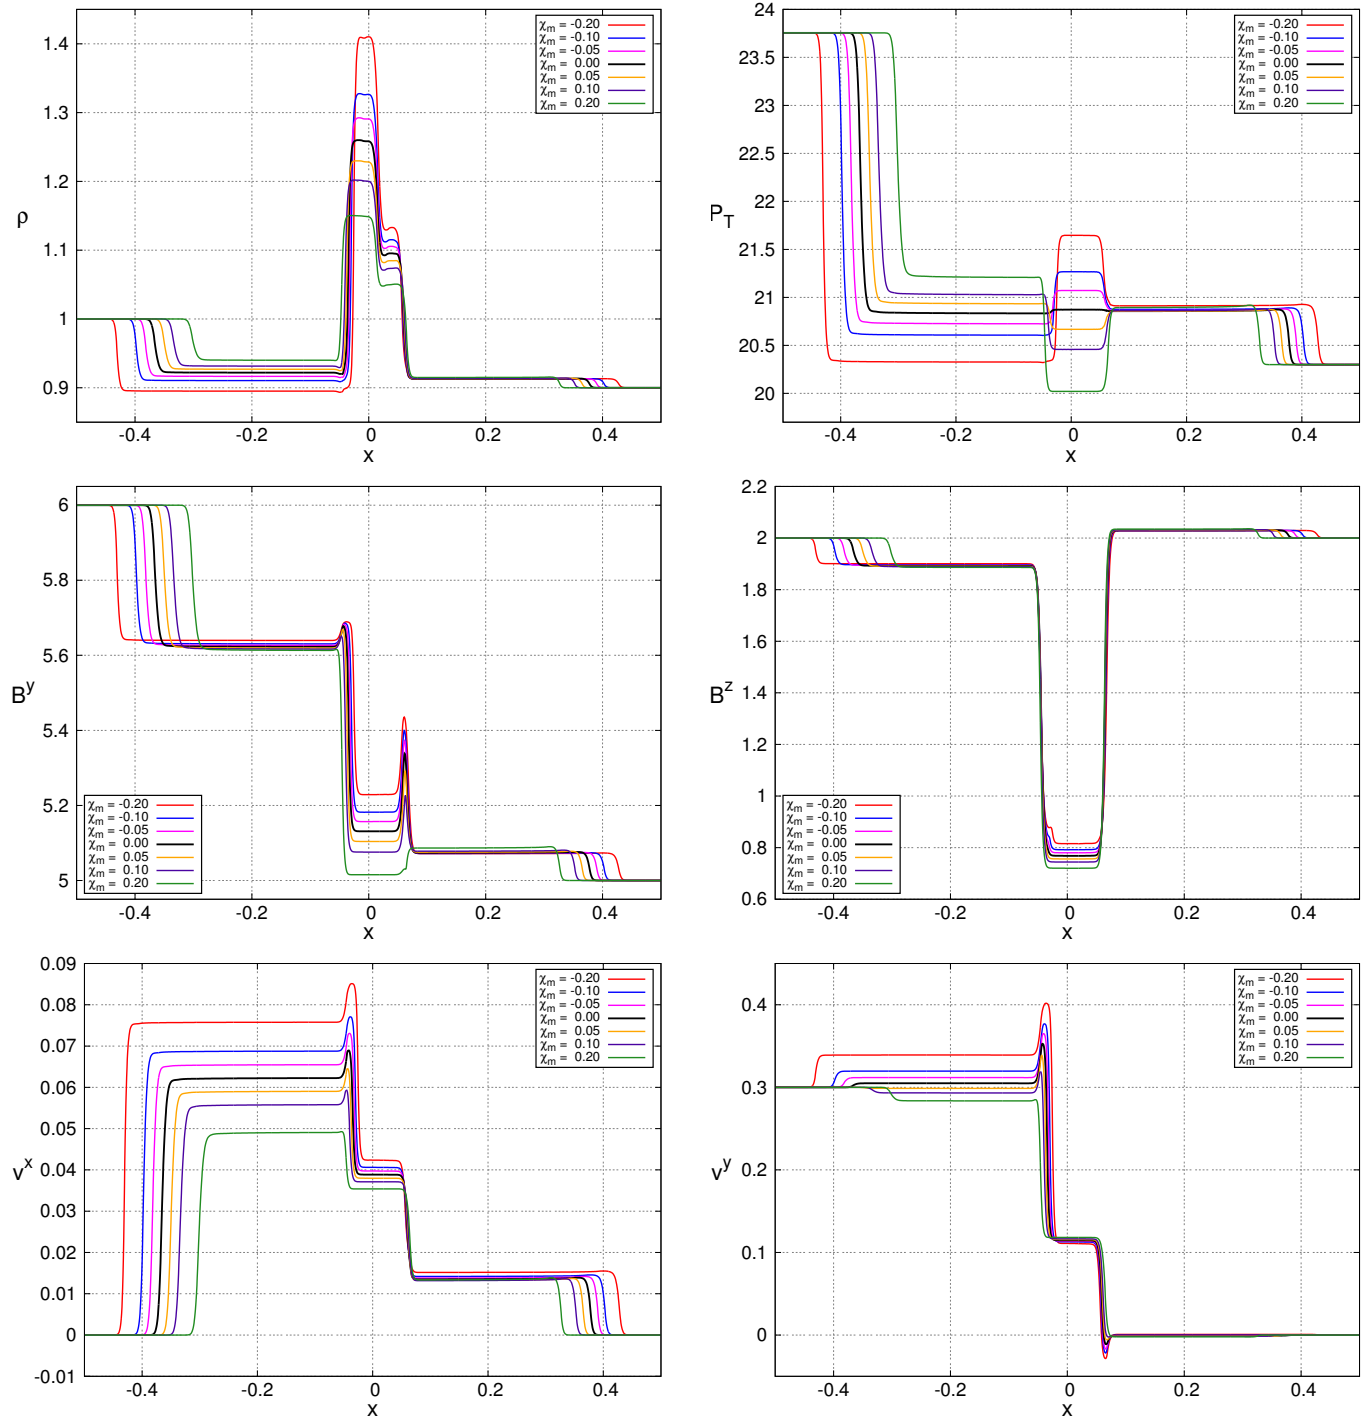 χm = -0.20
χm = -0.10
χm = -0.05
χm = 0.00
χm = 0.05
χm = 0.10
χm = 0.20
1.4
1.3
1.2
1.1
1
0.9
ρ
-0.4 -0.2 0 0.2 0.4
x
χm = -0.20
χm = -0.10
χm = -0.05
χm = 0.00
χm = 0.05
χm = 0.10
χm = 0.20
24
23.5
23
22.5
22
21.5
21
20.5
20
PT
-0.4 -0.2 0 0.2 0.4
x
6
5.8
5.6
5.4
5.2
5
By
χm = -0.20
χm = -0.10
χm = -0.05
χm = 0.00
χm = 0.05
χm = 0.10
χm = 0.20
-0.4 -0.2 0 0.2 0.4
x
2.2
2
1.8
1.6
1.4
1.2
1
0.8
0.6
Bz
χm = -0.20
χm = -0.10
χm = -0.05
χm = 0.00
χm = 0.05
χm = 0.10
χm = 0.20
-0.4 -0.2 0 0.2 0.4
x
χm = -0.20
χm = -0.10
χm = -0.05
χm = 0.00
χm = 0.05
χm = 0.10
χm = 0.20
0.09
0.08
0.07
0.06
0.05
0.04
0.03
0.02
0.01
0
-0.01
vx
-0.4 -0.2 0 0.2 0.4
x
χm = -0.20
χm = -0.10
χm = -0.05
χm = 0.00
χm = 0.05
χm = 0.10
χm = 0.20
0.4
0.3
0.2
0.1
0
vy
-0.4 -0.2 0 0.2 0.4
x